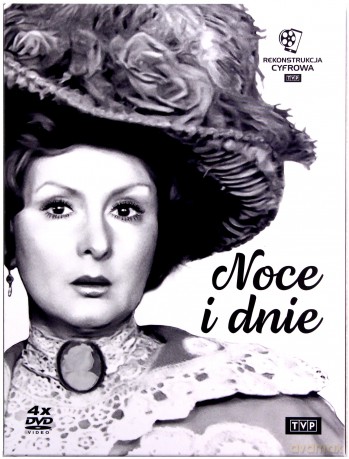 REKONSTRUKCJA
CYFROWA
TVP
Noce
i dnie
4x
DVD
VIDEO
TVP